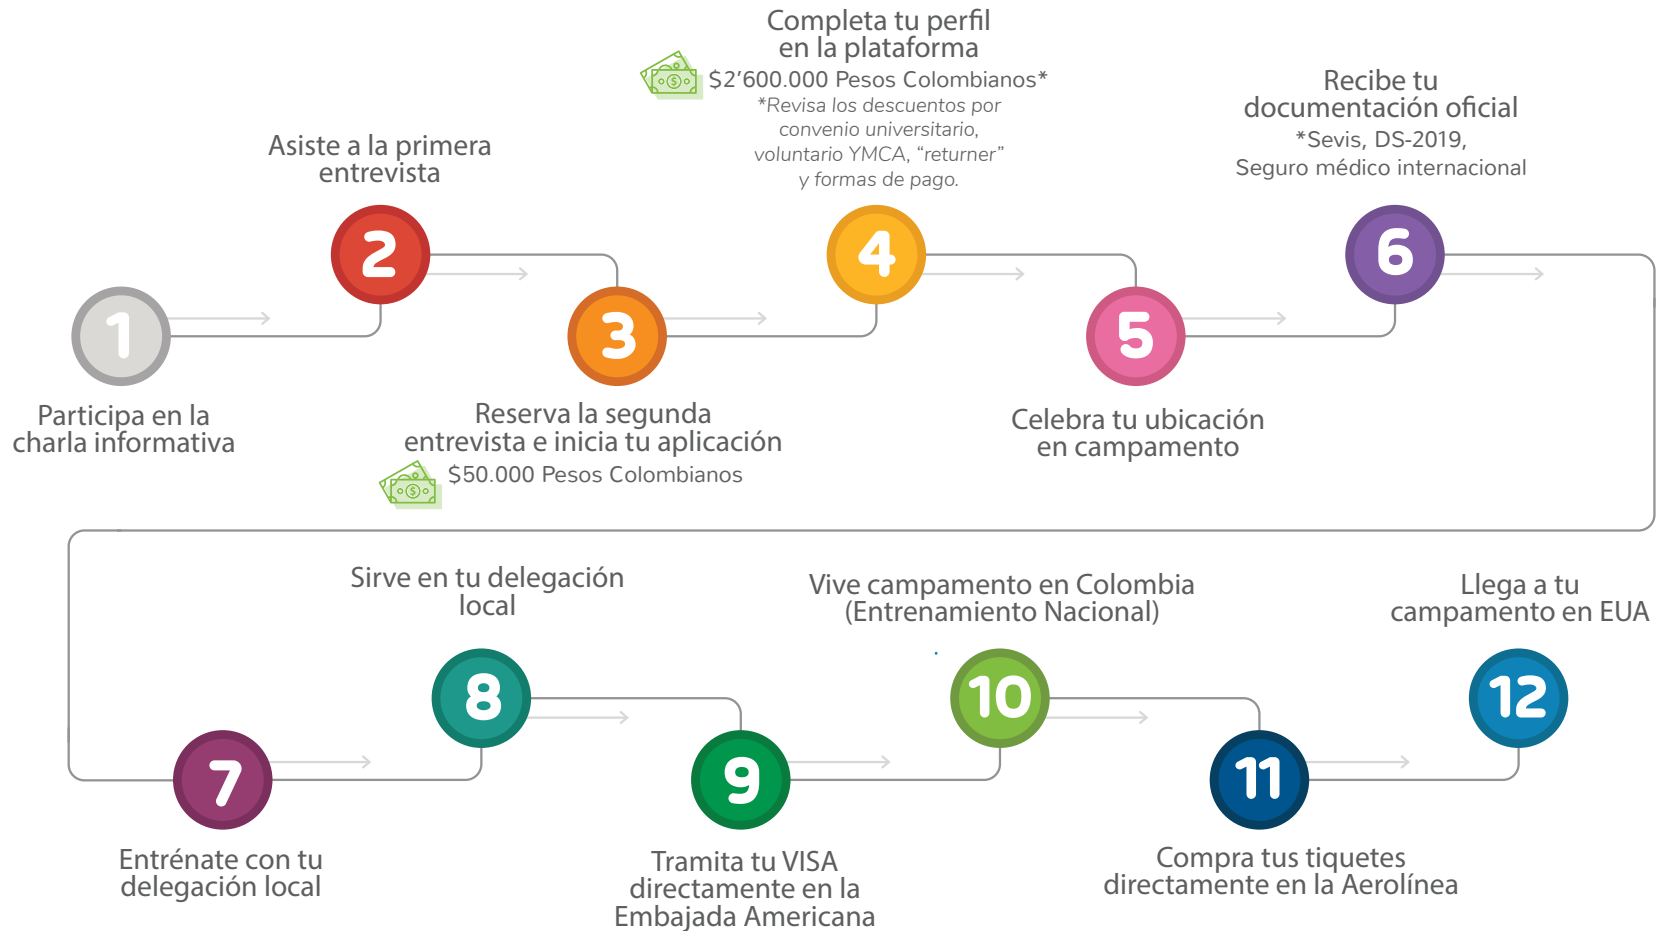 1
Participa en la
charla informativa
2
Asiste a la primera
entrevista
3
Reserva la segunda
entrevista e inicia tu aplicación
$50.000 Pesos Colombianos
4
Completa tu perfil
en la plataforma
$2’600.000 Pesos Colombianos*
*Revisa los descuentos por
convenio universitario,
voluntario YMCA, “returner”
y formas de pago.
5
Celebra tu ubicación
en campamento
6
Recibe tu
documentación oficial
*Sevis, DS-2019,
Seguro médico internacional
7
Entrénate con tu
delegación local
8
Sirve en tu delegación
local
9
Tramita tu VISA
directamente en la
Embajada Americana
10
Vive campamento en Colombia
(Entrenamiento Nacional)
11
Compra tus tiquetes
directamente en la Aerolínea
12
Llega a tu
campamento en EUA